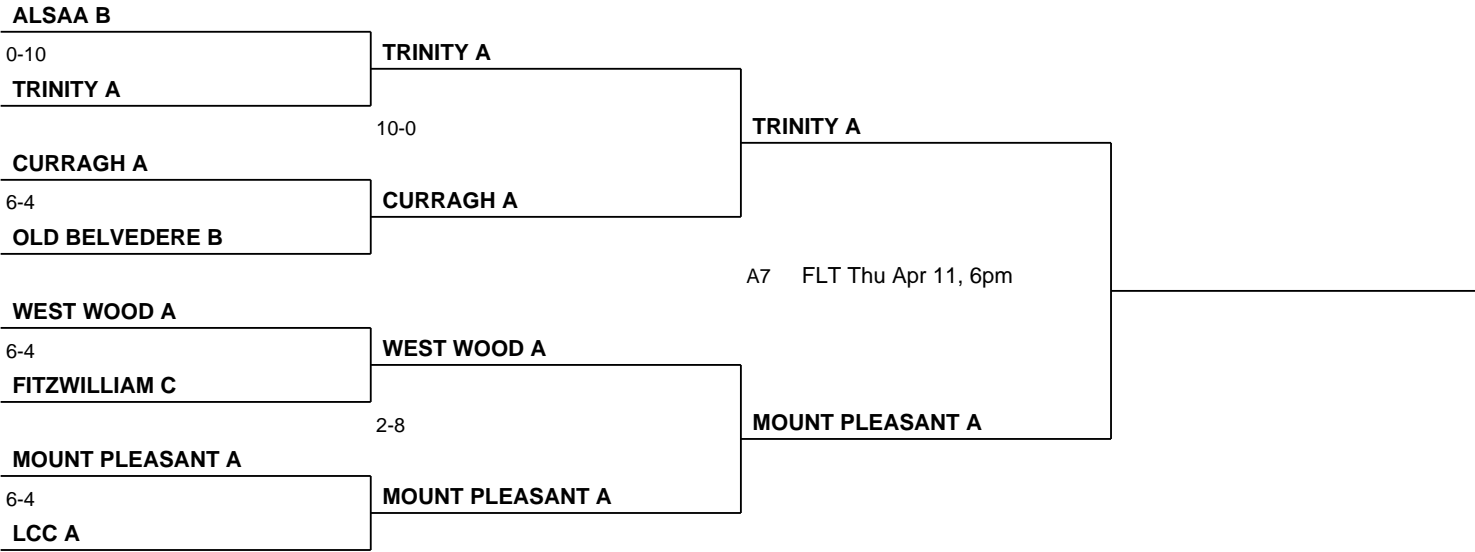 ALSAA B
0-10
TRINITY A
TRINITY A
10-0
TRINITY A
CURRAGH A
6-4
CURRAGH A
OLD BELVEDERE B
A7 FLT Thu Apr 11, 6pm
WEST WOOD A
6-4
WEST WOOD A
FITZWILLIAM C
2-8
MOUNT PLEASANT A
MOUNT PLEASANT A
6-4
MOUNT PLEASANT A
LCC A